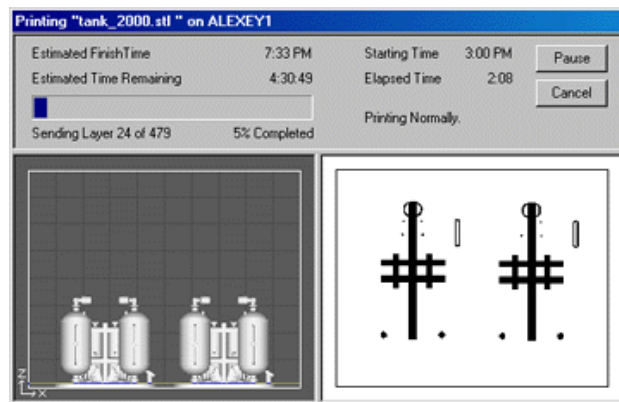 Printing "tank_2000.stl " on ALEXEY1
Estimated FinishTime 7:33 PM
Estimated Time Remaining 4:30:49
Sending Layer 24 of 479 5% Completed
Starting Time 3:00 PM
Elapsed Time 2:08
Printing Normally.
Pause
Cancel
Z
X